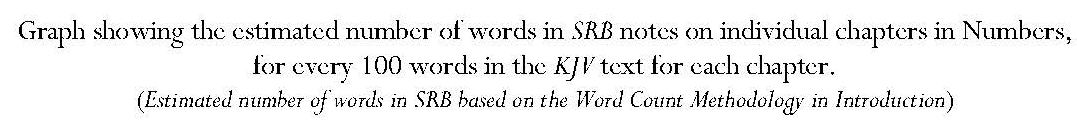 Graph showing the estimated number of words in SRB notes on individual chapters in Numbers,
for every 100 words in the KJV text for each chapter.
(Estimated number of words in SRB based on the Word Count Methodology in Introduction)